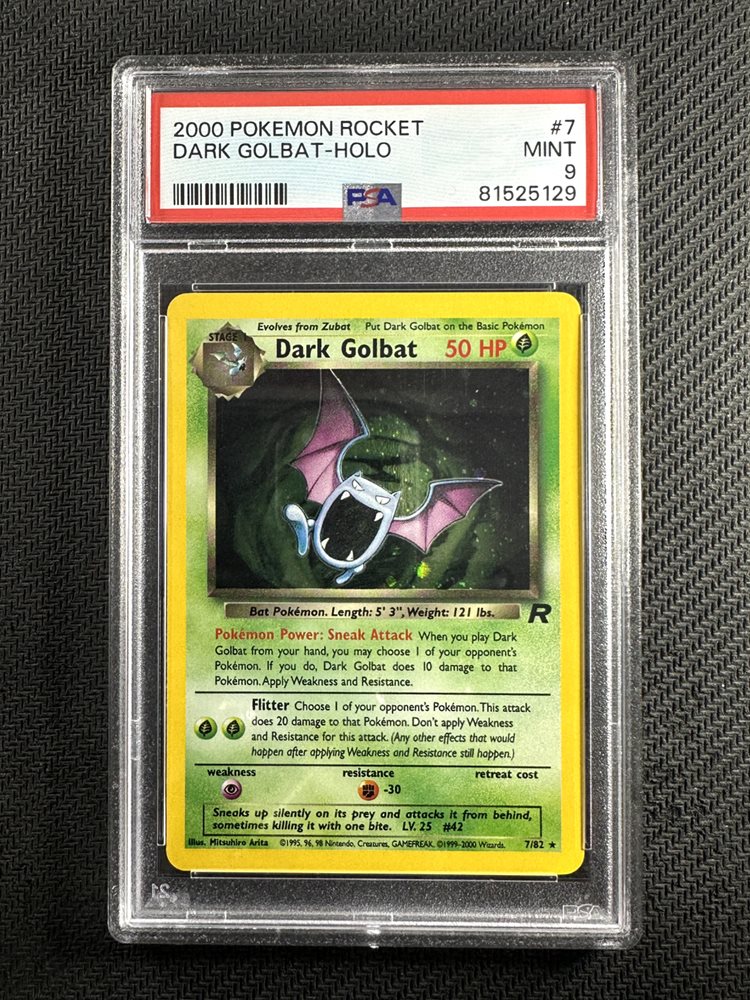 2000 POKEMON ROCKET #7
DARK GOLBAT-HOLO MINT
9
PSA 81525129
Evolves from Zubat Put Dark Golbat on the Basic Pokémon
STAGE 1
Dark Golbat 50 HP
Bat Pokémon. Length: 5' 3", Weight: 121 lbs.
R
Pokémon Power: Sneak Attack When you play Dark
Golbat from your hand, you may choose 1 of your opponent's
Pokémon. If you do, Dark Golbat does 10 damage to that
Pokémon. Apply Weakness and Resistance.
Flitter Choose 1 of your opponent's Pokémon. This attack
does 20 damage to that Pokémon. Don't apply Weakness
and Resistance for this attack. (Any other effects that would
happen after applying Weakness and Resistance still happen.)
weakness resistance retreat cost
-30
Sneaks up silently on its prey and attacks it from behind,
sometimes killing it with one bite. LV. 25 #42
Illus. Mitsuhiro Arita ©1995, 96, 98 Nintendo, Creatures, GAMEFREAK. ©1999-2000 Wizards. 7/82 ★
PSA